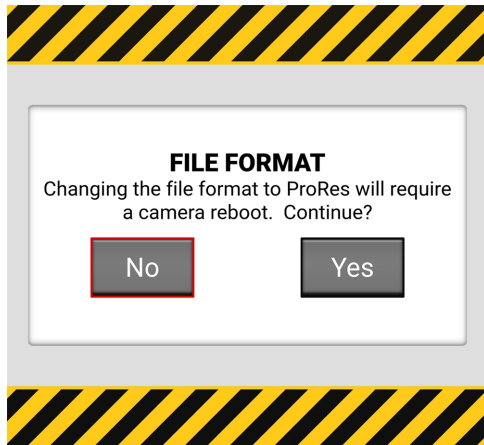 FILE FORMAT
Changing the file format to ProRes will require
a camera reboot.  Continue?
No
Yes